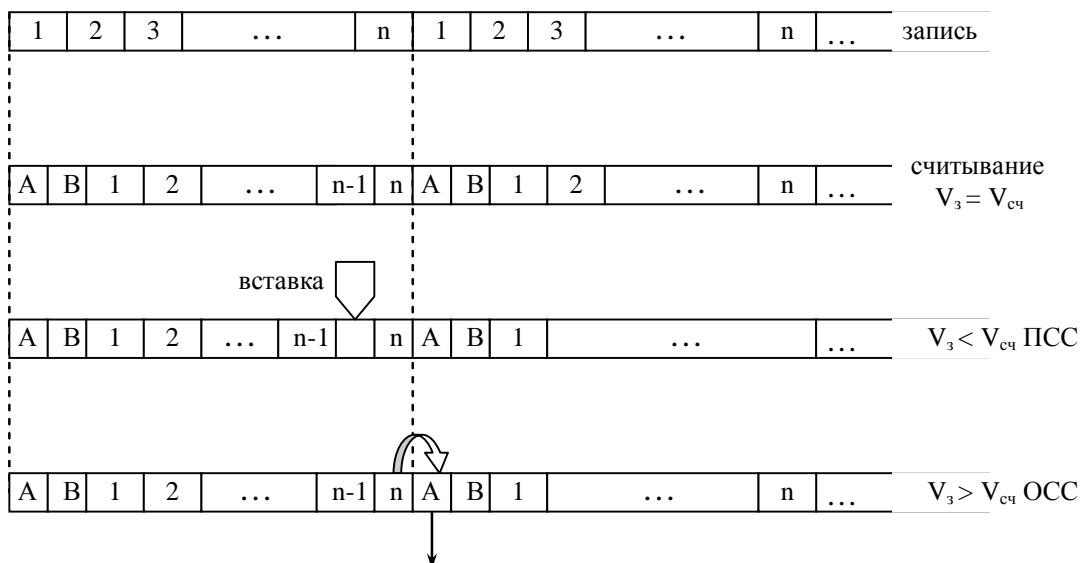 1 2 3 ... n 1 2 3 ... n ... запись
A B 1 2 ... n-1 n A B 1 2 ... n ... считывание
Vз = Vсч
вставка
A B 1 2 ... n-1 n A B 1 ... ... Vз < Vсч ПСС
A B 1 2 ... n-1 n A B 1 ... n ... Vз > Vсч ОСС